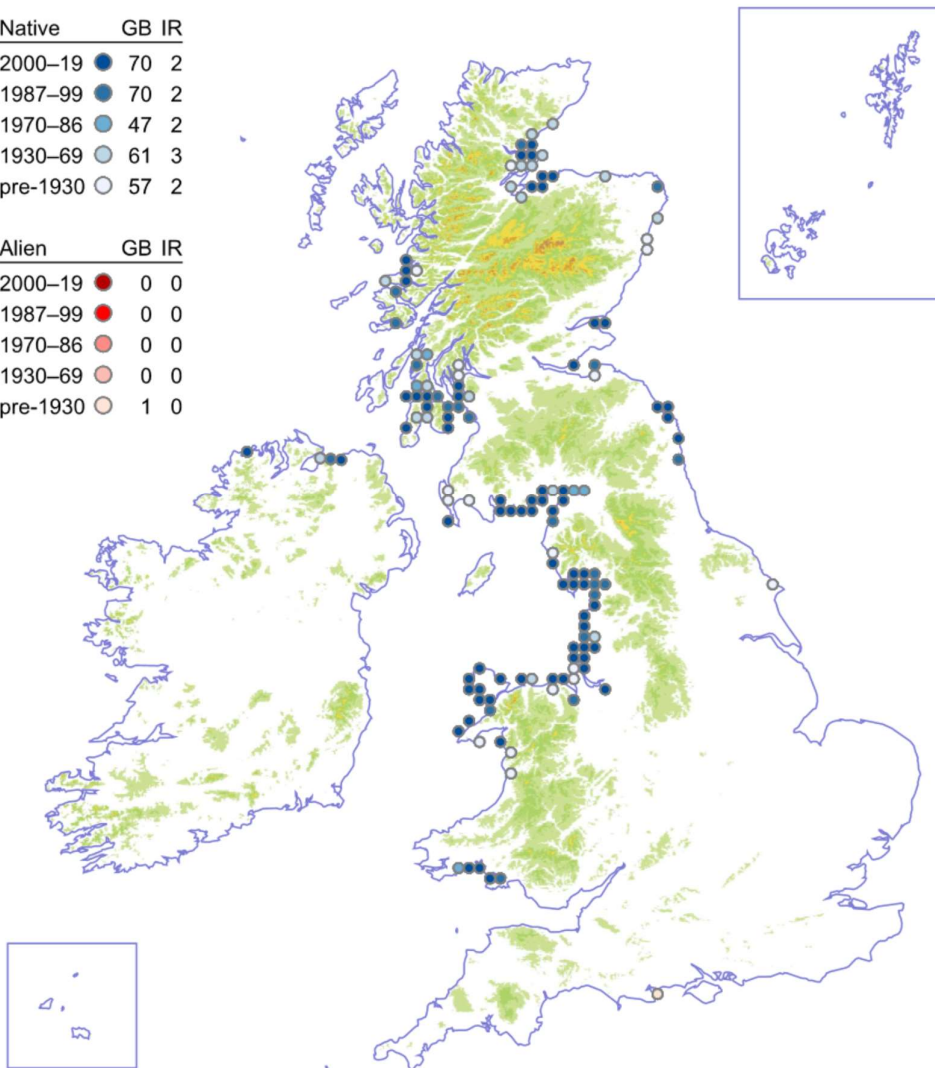 Native GB IR
2000–19 70 2
1987–99 70 2
1970–86 47 2
1930–69 61 3
pre-1930 57 2
Alien GB IR
2000–19 0 0
1987–99 0 0
1970–86 0 0
1930–69 0 0
pre-1930 1 0